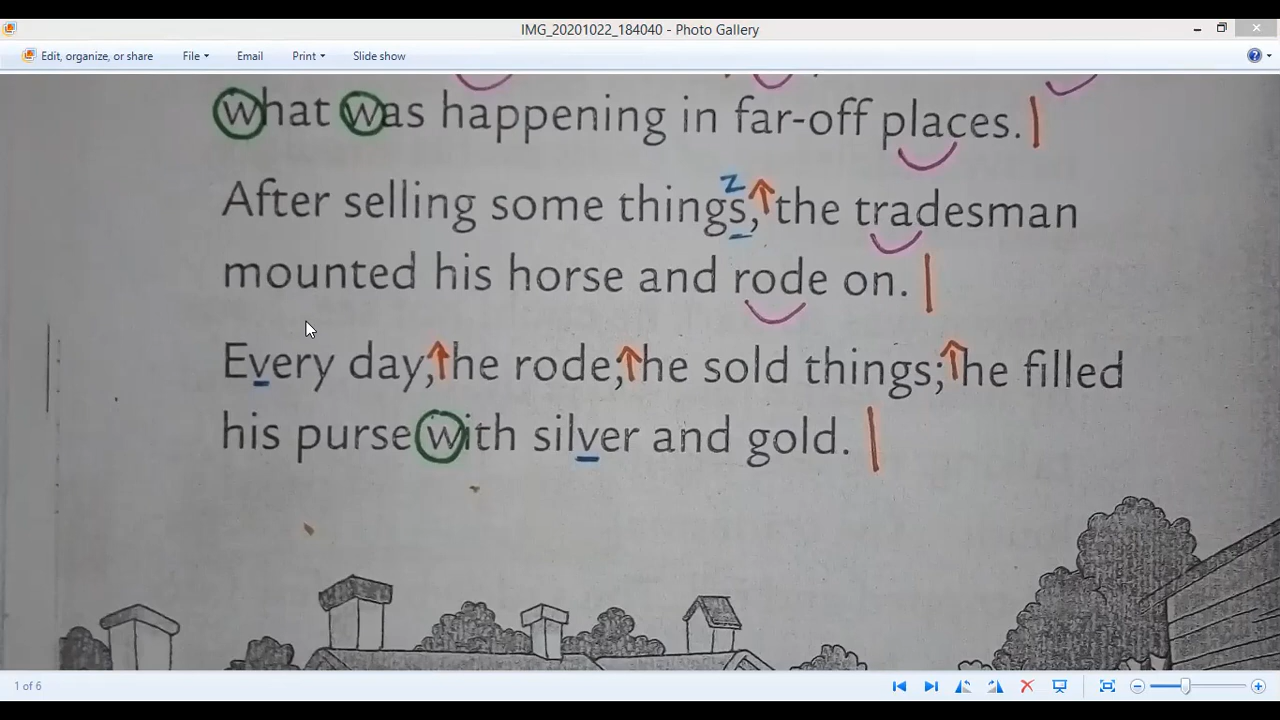 IMG_20201022_184040 - Photo Gallery
Edit, organize, or share File Email Print Slide show
What was happening in far-off places.
z
After selling some things, the tradesman
mounted his horse and rode on.
Every day, he rode, he sold things; he filled
his purse with silver and gold.
1 of 6